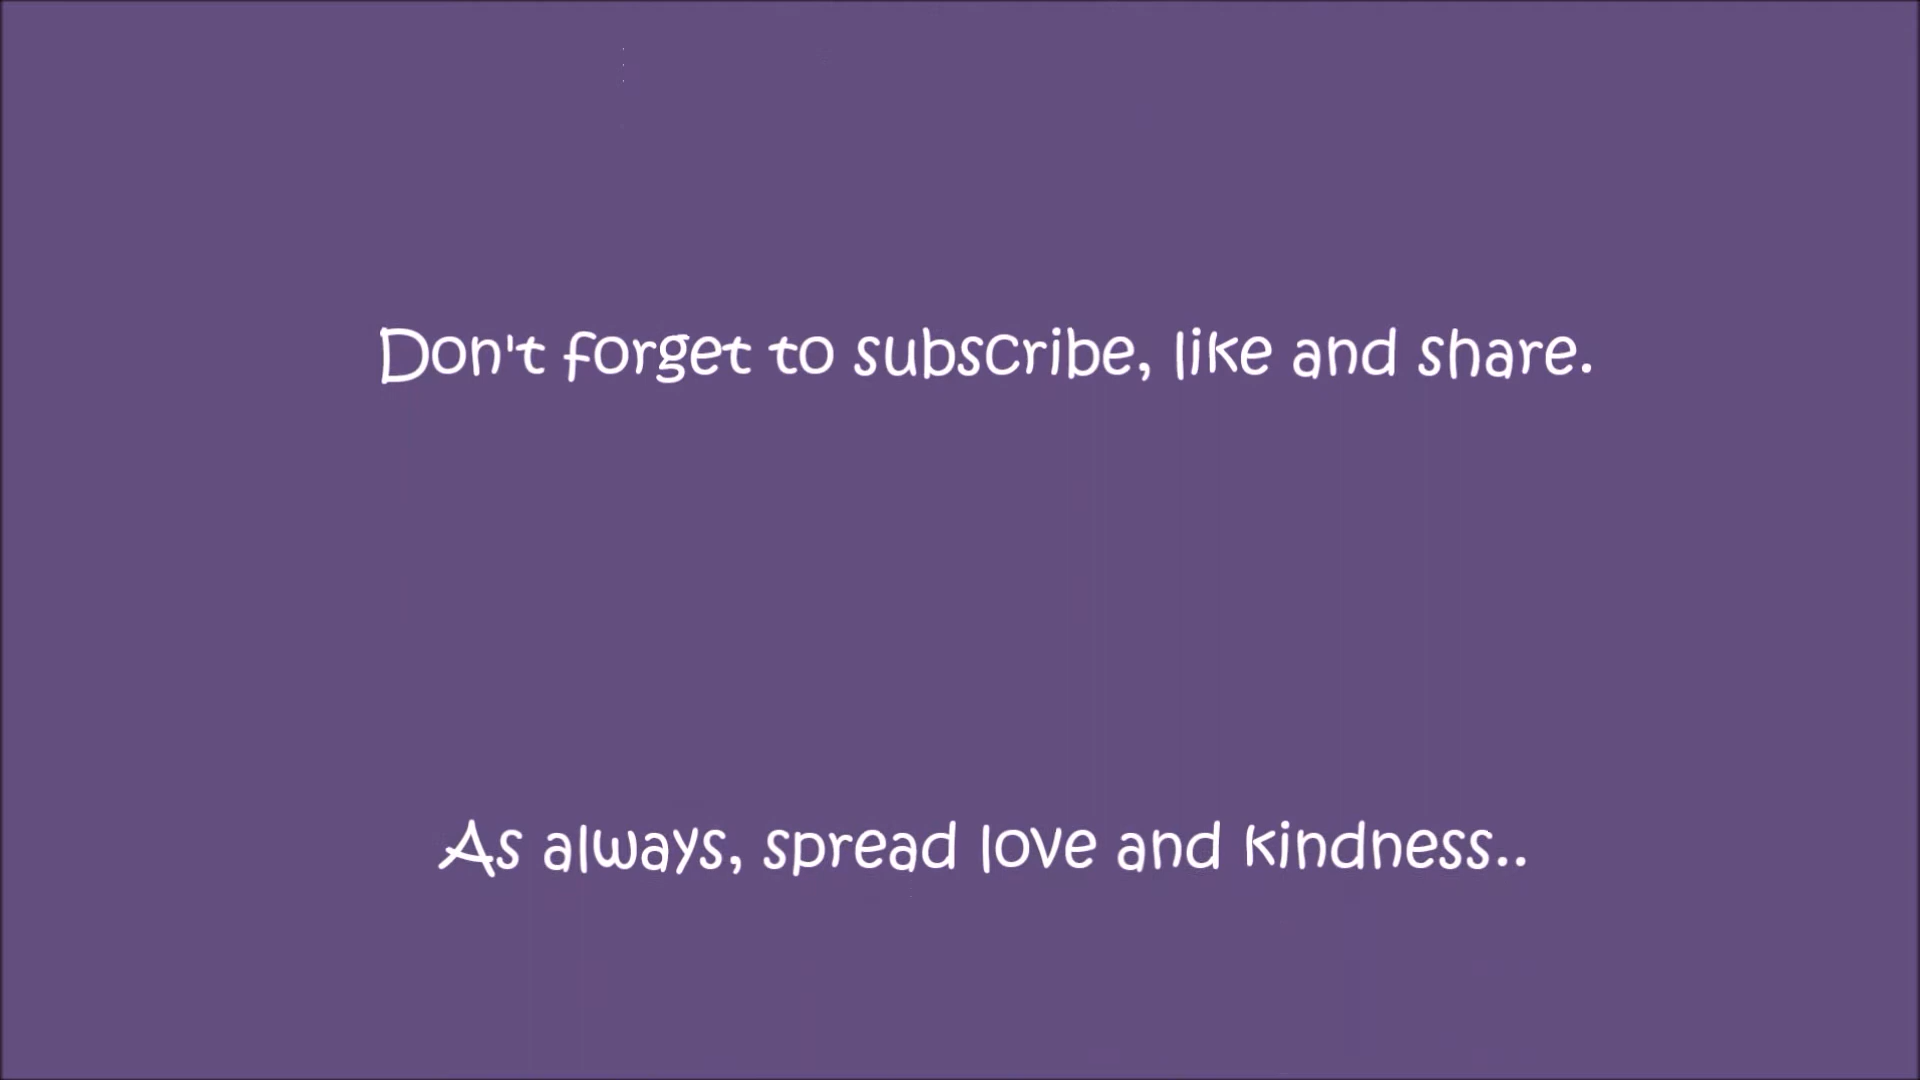 Don't forget to subscribe, like and share.
As always, spread love and kindness..